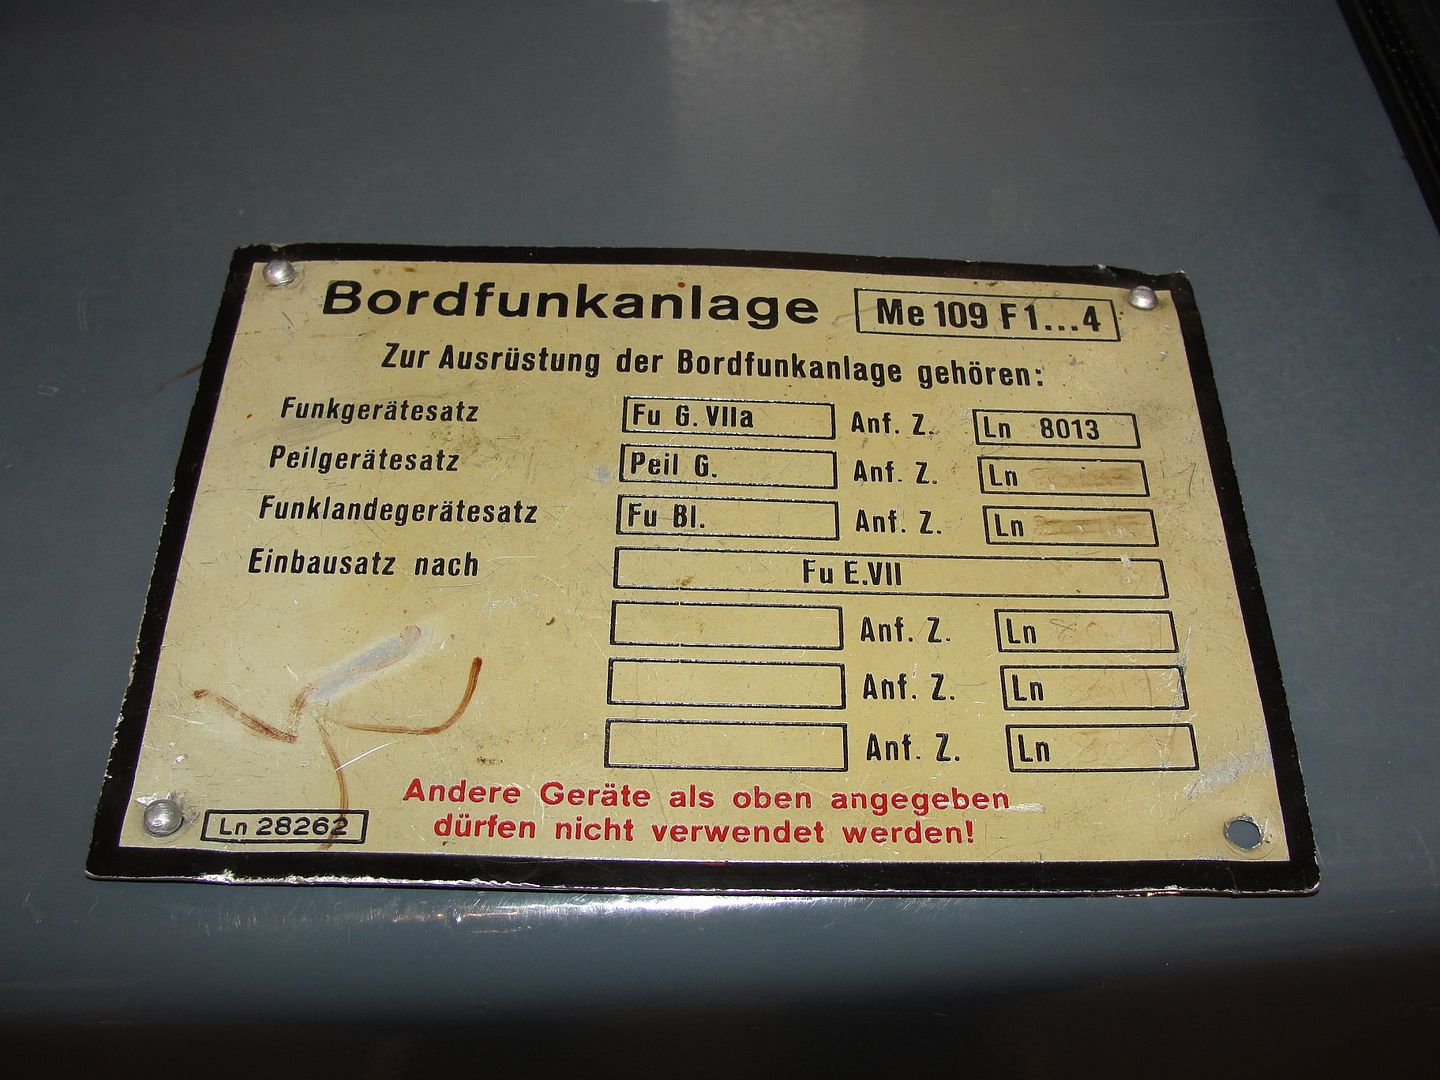 Bordfunkanlage Me 109 F1...4
Zur Ausrüstung der Bordfunkanlage gehören:
Funkgerätesatz Fu G. VIIa Anf. Z. Ln 8013
Peilgerätesatz Peil G. Anf. Z. Ln
Funklandegerätesatz Fu Bl. Anf. Z. Ln
Einbausatz nach Fu E.VII
Anf. Z. Ln
Anf. Z. Ln
Anf. Z. Ln
Andere Geräte als oben angegeben
dürfen nicht verwendet werden!
Ln 28262